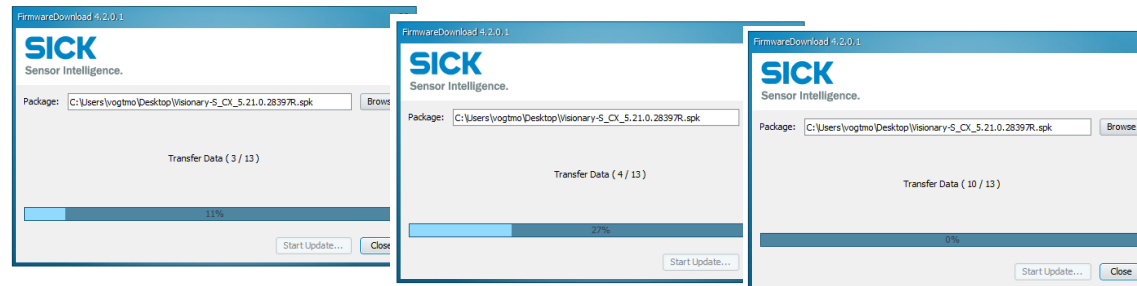 FirmwareDownload 4.2.0.1
SICK
Sensor Intelligence.
Package: C:\Users\vogtmo\Desktop\Visionary-S_CX_5.21.0.28397R.spk Brows
Transfer Data ( 3 / 13 )
11%
Start Update... Close
FirmwareDownload 4.2.0.1
SICK
Sensor Intelligence.
Package: C:\Users\vogtmo\Desktop\Visionary-S_CX_5.21.0.28397R.spk
Transfer Data ( 4 / 13 )
27%
Start Update...
FirmwareDownload 4.2.0.1
SICK
Sensor Intelligence.
Package: C:\Users\vogtmo\Desktop\Visionary-S_CX_5.21.0.28397R.spk Browse
Transfer Data ( 10 / 13 )
0%
Start Update... Close